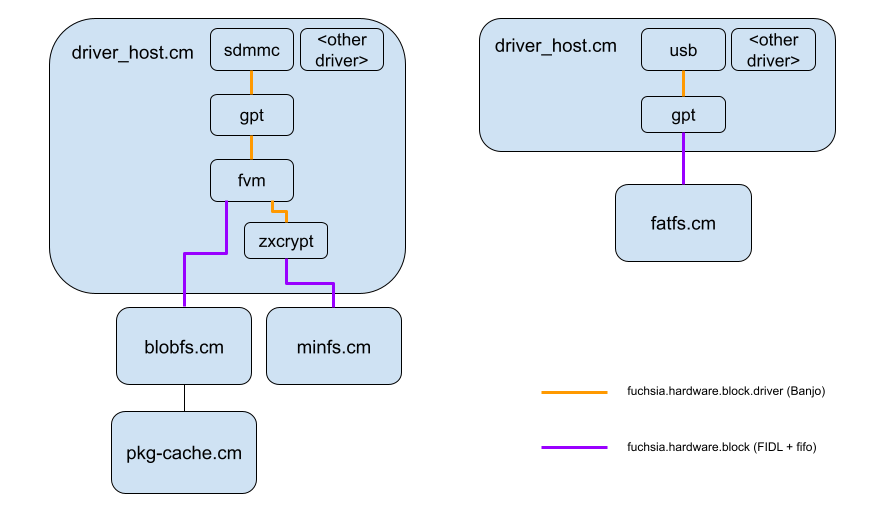 driver_host.cm
sdmmc
<other
driver>
gpt
fvm
zxcrypt
blobfs.cm
minfs.cm
pkg-cache.cm
driver_host.cm
usb
<other
driver>
gpt
fatfs.cm
fuchsia.hardware.block.driver (Banjo)
fuchsia.hardware.block (FIDL + fifo)